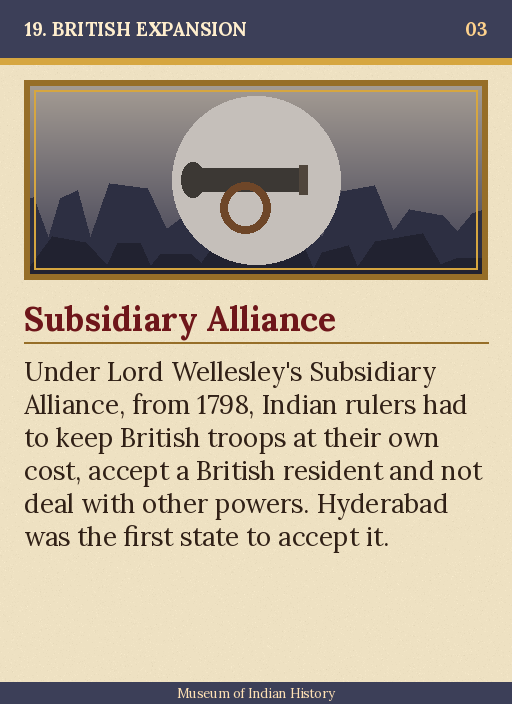 19. BRITISH EXPANSION
03
Subsidiary Alliance
Under Lord Wellesley's Subsidiary
Alliance, from 1798, Indian rulers had
to keep British troops at their own
cost, accept a British resident and not
deal with other powers. Hyderabad
was the first state to accept it.
Museum of Indian History